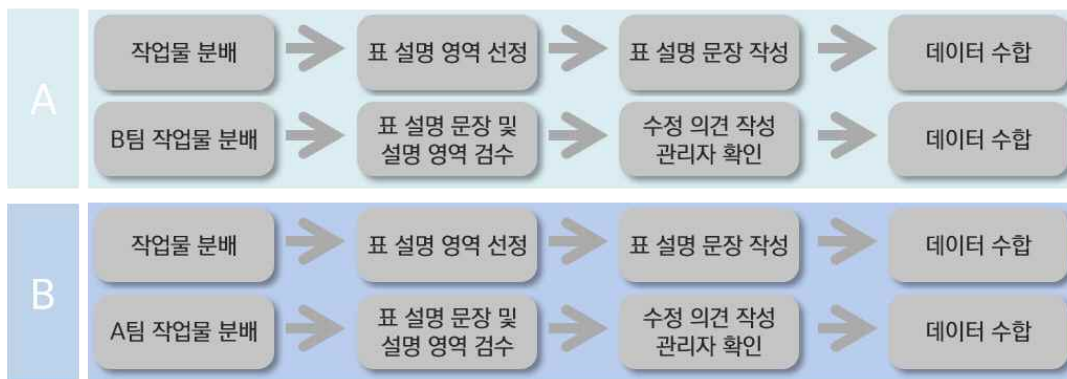 A
작업물 분배
표 설명 영역 선정
표 설명 문장 작성
데이터 수합
B팀 작업물 분배
표 설명 문장 및
설명 영역 검수
수정 의견 작성
관리자 확인
데이터 수합
B
작업물 분배
표 설명 영역 선정
표 설명 문장 작성
데이터 수합
A팀 작업물 분배
표 설명 문장 및
설명 영역 검수
수정 의견 작성
관리자 확인
데이터 수합